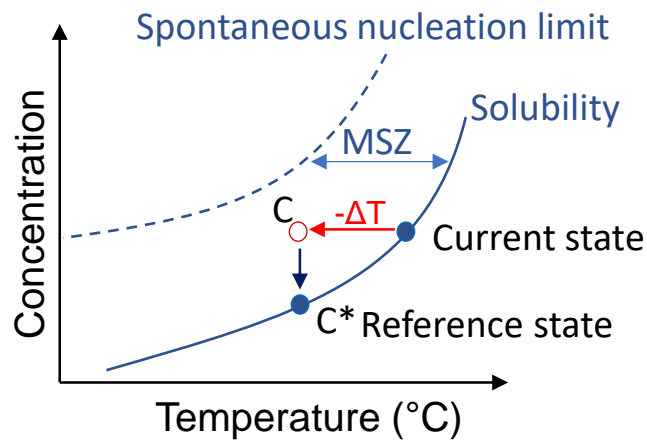 Spontaneous nucleation limit
Solubility
MSZ
C
-ΔT
Current state
C* Reference state
Concentration
Temperature (°C)